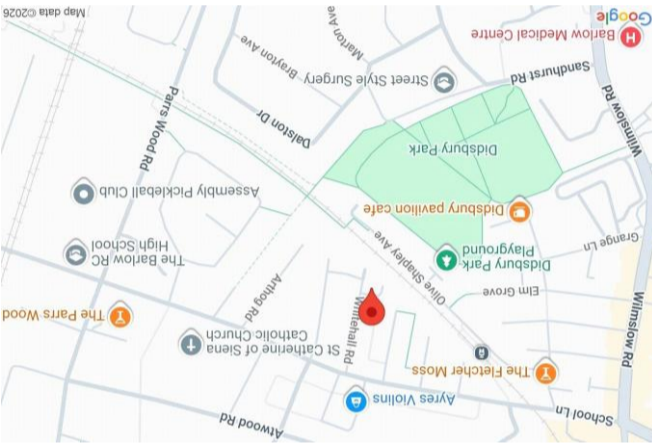 School Ln
Atwood Rd
Ayres Violins
The Fletcher Moss
St Catherine of Siena
Catholic Church
The Parrs Wood
Whitehall Rd
Elm Grove
Arthog Rd
Olive Shapley Ave
The Barlow RC
High School
Didsbury Park
Playground
Grange Ln
Wilmslow Rd
Didsbury pavilion cafe
Assembly Pickleball Club
Didsbury Park
Parrs Wood Rd
Dalston Dr
Sandhurst Rd
Wilmslow Rd
Street Style Surgery
Brayton Ave
Marton Ave
Barlow Medical Centre
Google
Map data ©2026